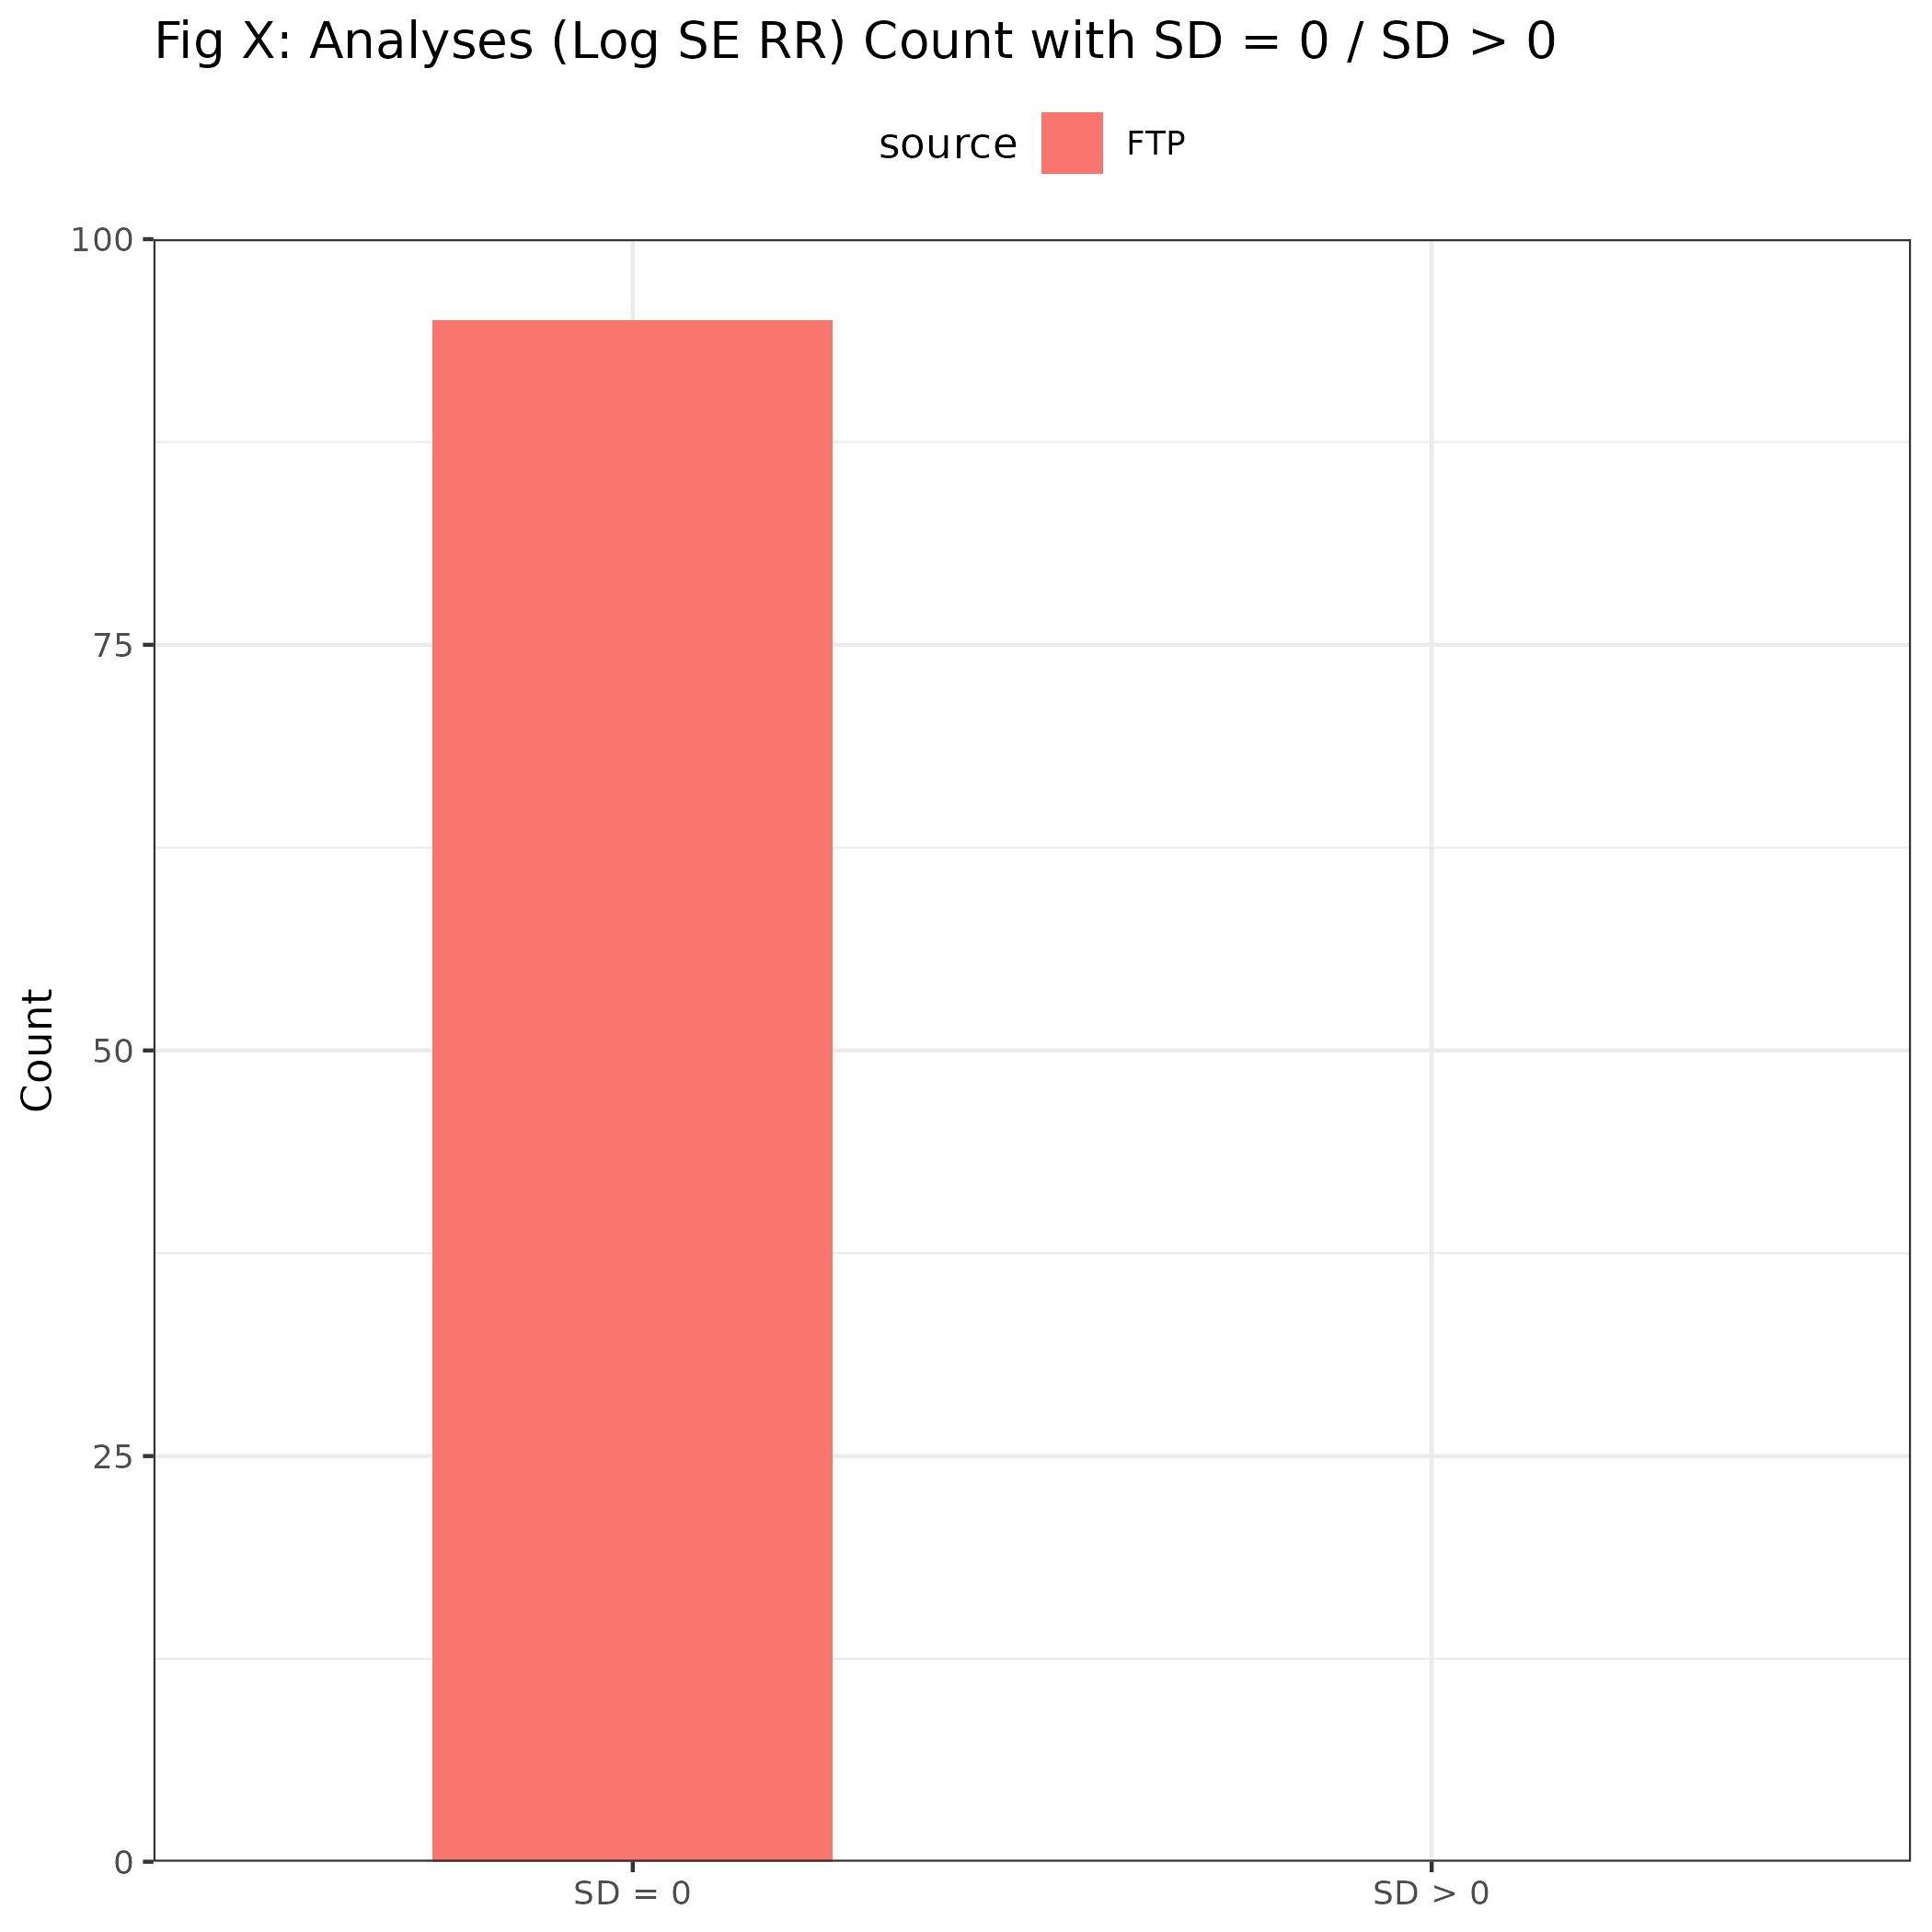 Fig X: Analyses (Log SE RR) Count with SD = 0 / SD > 0
source FTP
100
75
50
25
0
Count
SD = 0
SD > 0